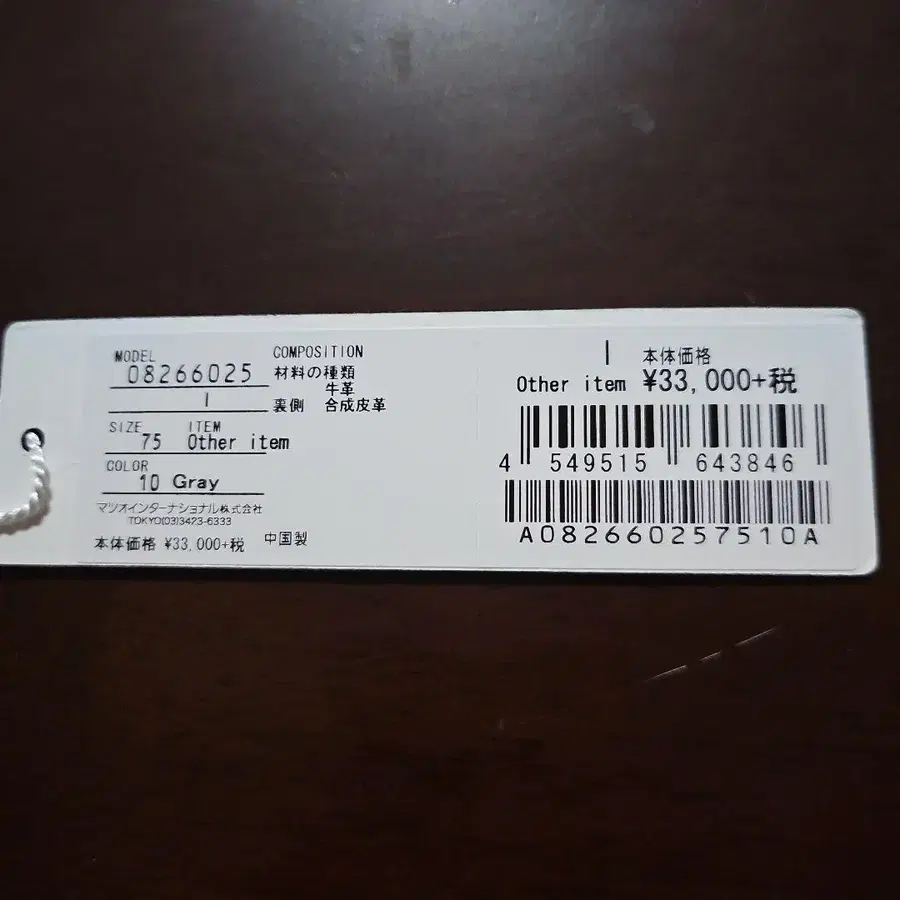 MODEL
08266025
I
SIZE ITEM
75 Other item
COLOR
10 Gray
マツオインターナショナル株式会社
TOKYO(03)3423-6333
本体価格 ¥33,000+税 中国製
COMPOSITION
材料の種類
牛革
裏側 合成皮革
I 本体価格
Other item ¥33,000+税
4 549515 643846
A082660257510A